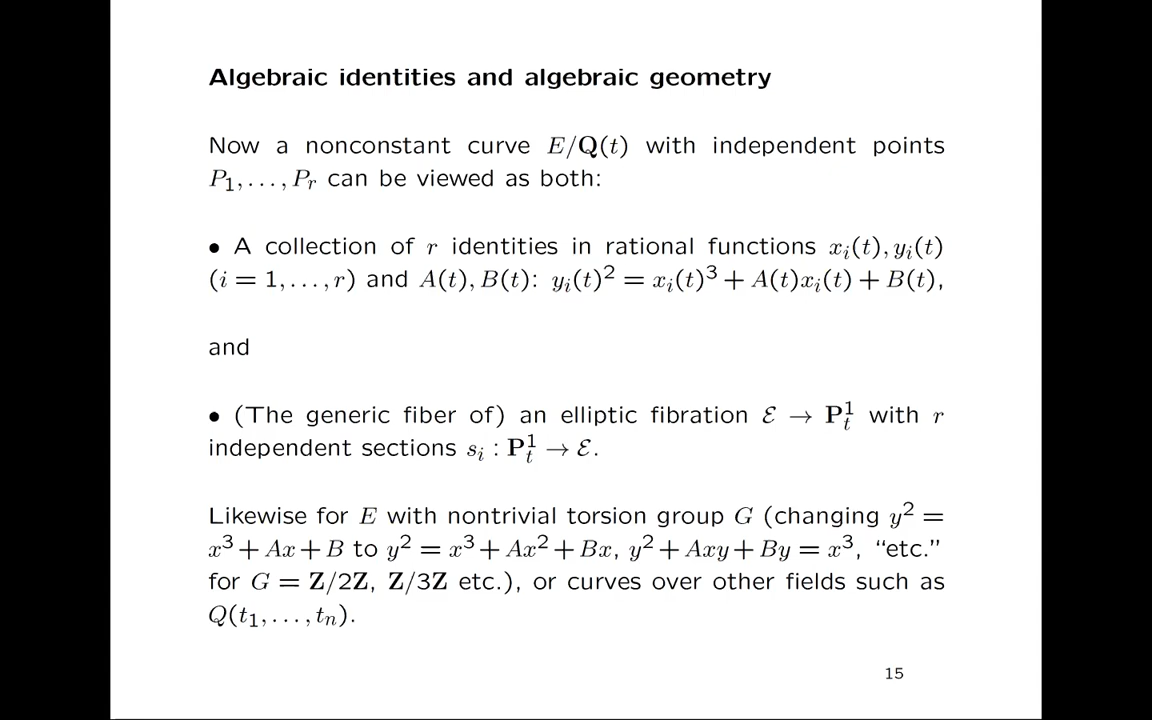 Algebraic identities and algebraic geometry
Now a nonconstant curve E/Q(t) with independent points
P₁, . . . , Pᵣ can be viewed as both:
• A collection of r identities in rational functions xᵢ(t), yᵢ(t)
(i = 1, . . . , r) and A(t), B(t): yᵢ(t)² = xᵢ(t)³ + A(t)xᵢ(t) + B(t),
and
• (The generic fiber of) an elliptic fibration ℰ → P¹ₜ with r
independent sections sᵢ : P¹ₜ → ℰ.
Likewise for E with nontrivial torsion group G (changing y² =
x³ + Ax + B to y² = x³ + Ax² + Bx, y² + Axy + By = x³, “etc.”
for G = Z/2Z, Z/3Z etc.), or curves over other fields such as
Q(t₁, . . . , tₙ).
15